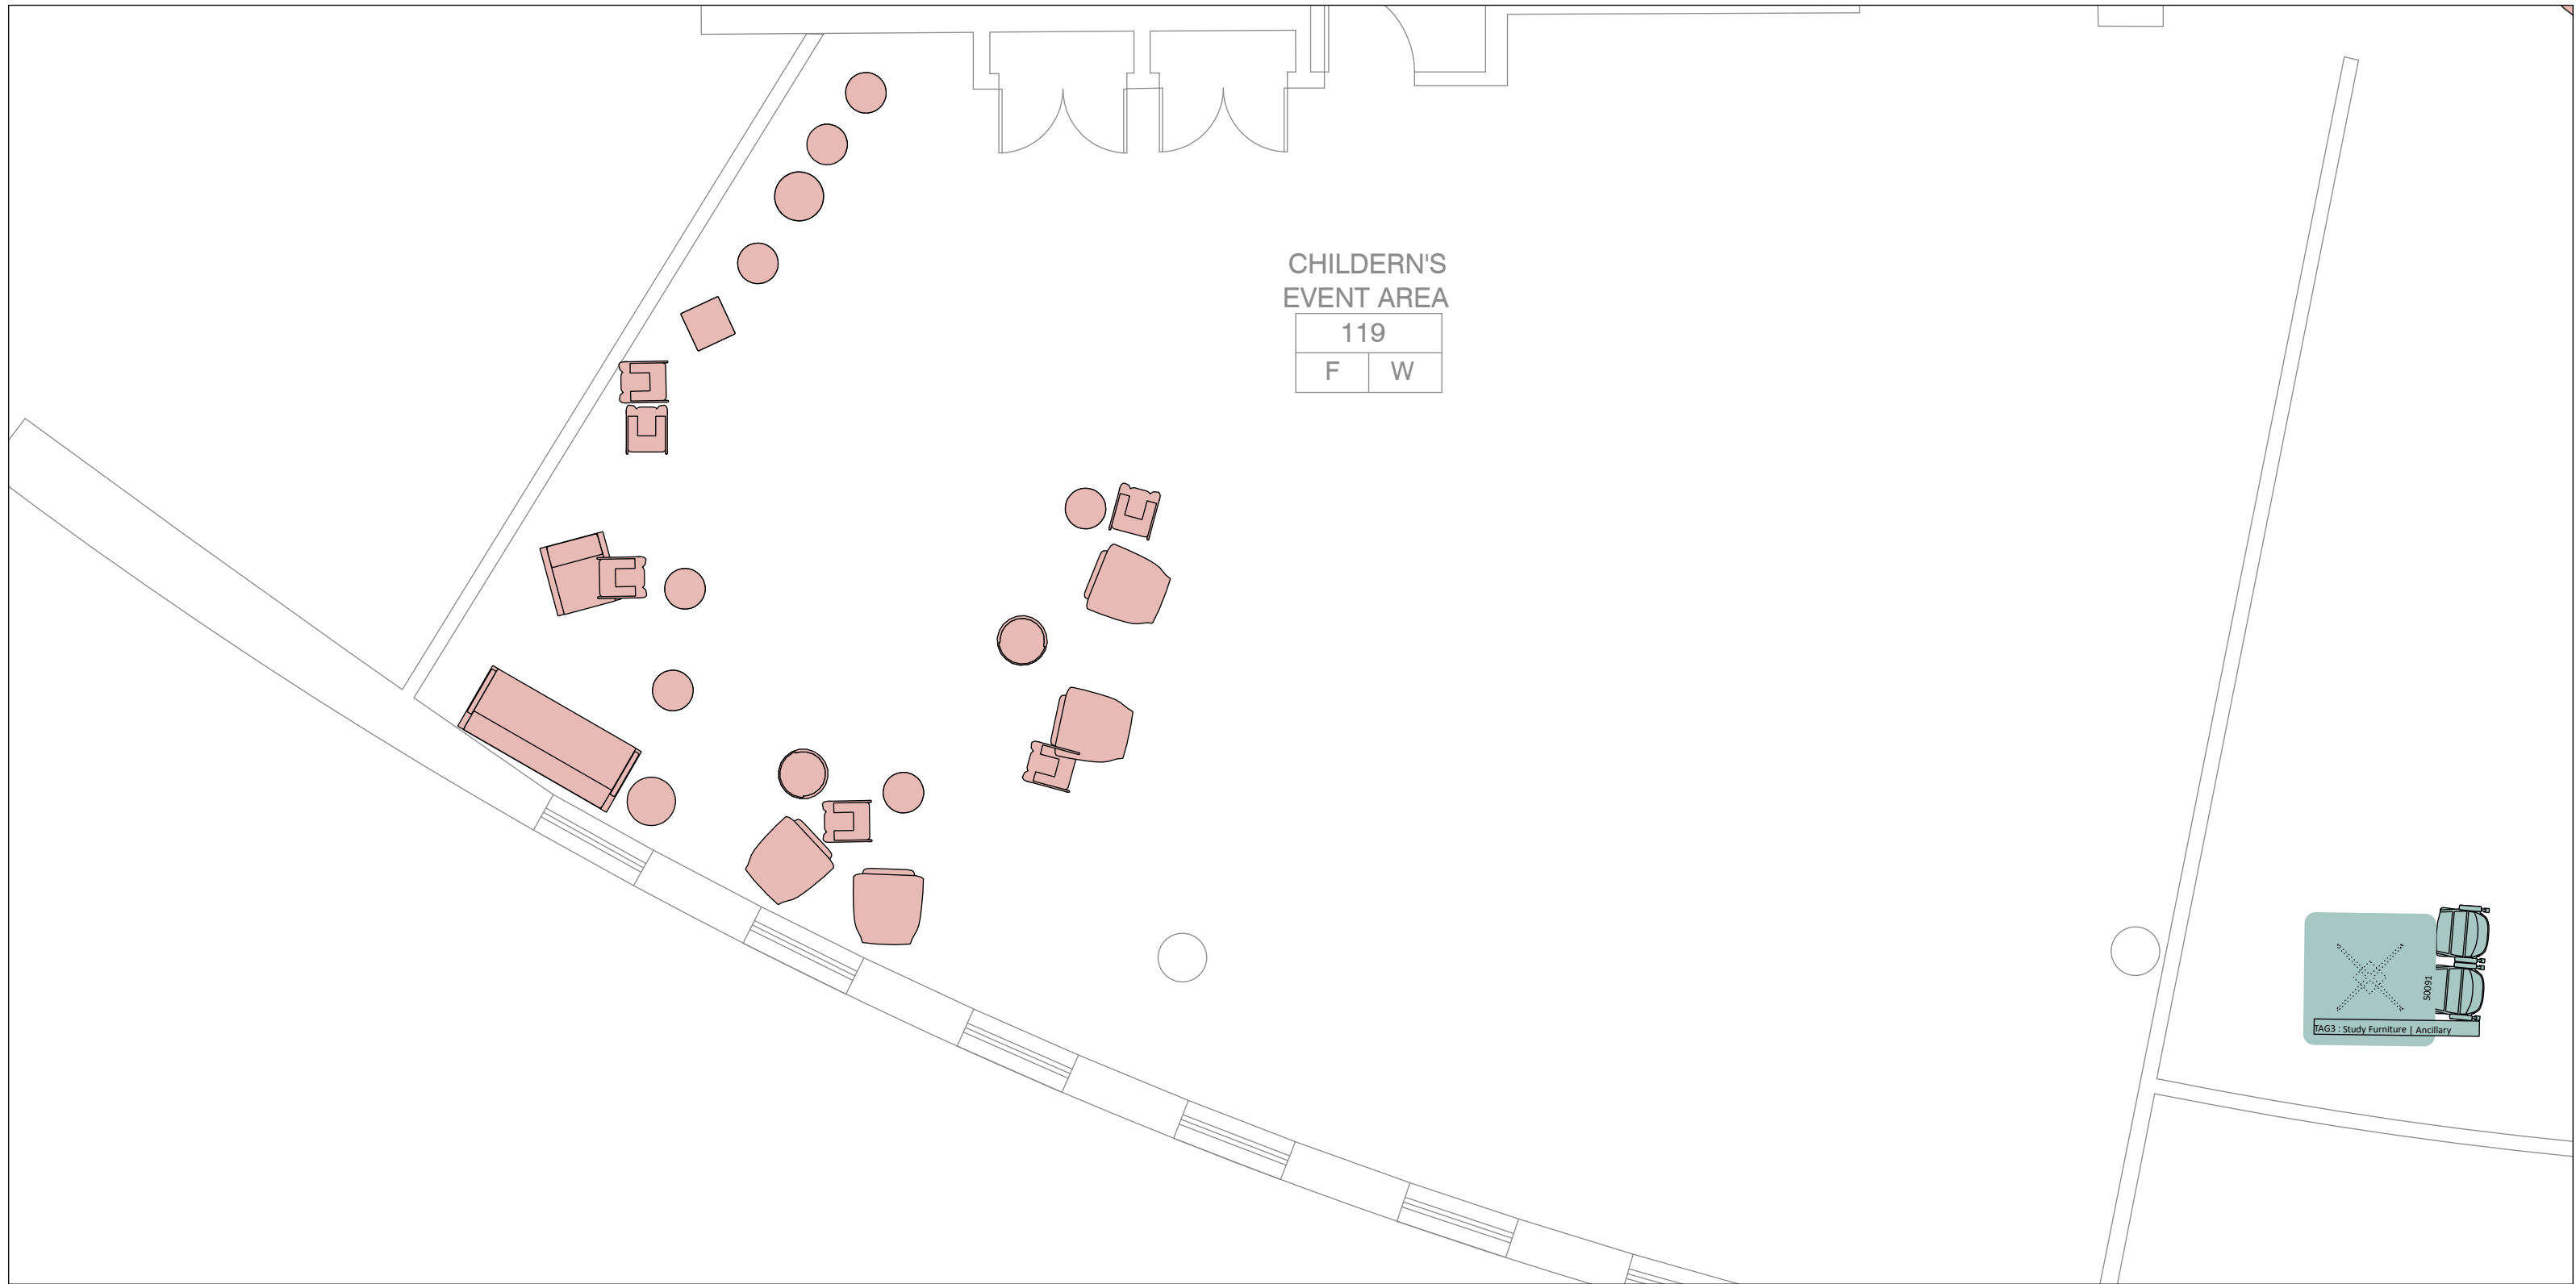 CHILDERN'S
EVENT AREA
119
F W
50091
TAG3 : Study Furniture | Ancillary